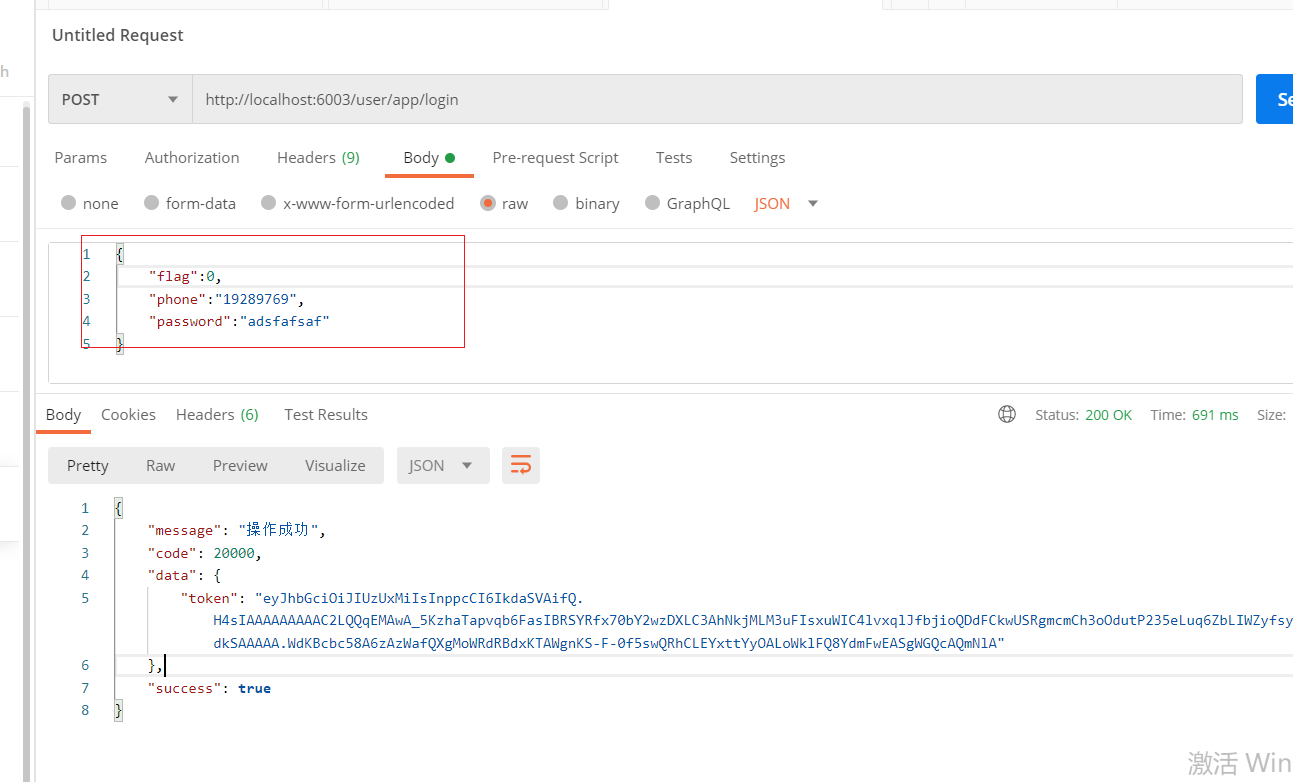 Untitled Request
h
POST http://localhost:6003/user/app/login Se
Params Authorization Headers (9) Body Pre-request Script Tests Settings
none form-data x-www-form-urlencoded raw binary GraphQL JSON
1 {
2 "flag":0,
3 "phone":"19289769",
4 "password":"adsfafsaf"
5 }
Body Cookies Headers (6) Test Results Status: 200 OK Time: 691 ms Size:
Pretty Raw Preview Visualize JSON
1 {
2 "message": "操作成功",
3 "code": 20000,
4 "data": {
5 "token": "eyJhbGciOiJIUzUxMiIsInppcCI6IkdaSVAifQ.
H4sIAAAAAAAAAC2LQQqEMAwA_5KzhaTapvqb6FasIBRSYRfx70bY2wzDXLC3AhNkjMLM3uFIsxuWIC4lvxqlJfbjioQDdFCkwUSRgmcmCh3oOdutP235eLuq6ZbLIWZyfsy
dkSAAAAA.WdKBcbc58A6zAzWafQXgMoWRdRBdxKTAWgnKS-F-0f5swQRhCLEYxttYyOALoWklFQ8YdmFwEASgWGQcAQmNlA"
6 },
7 "success": true
8 }
激活 Win